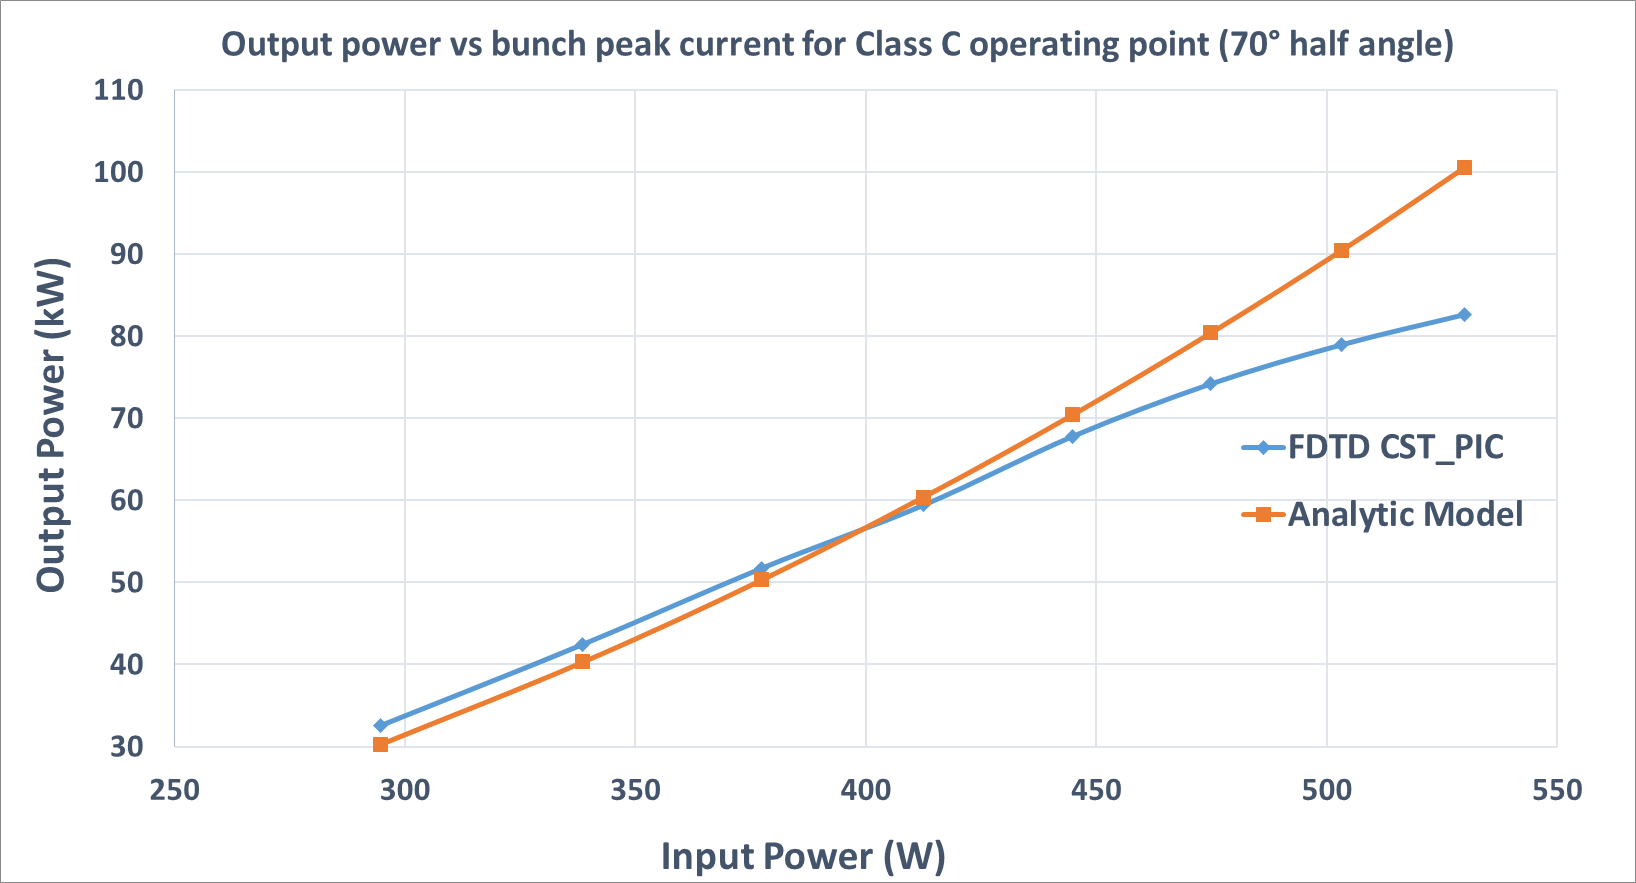 Output power vs bunch peak current for Class C operating point (70° half angle)
110
100
90
80
70
60
50
40
30
Output Power (kW)
FDTD CST_PIC
Analytic Model
250 300 350 400 450 500 550
Input Power (W)